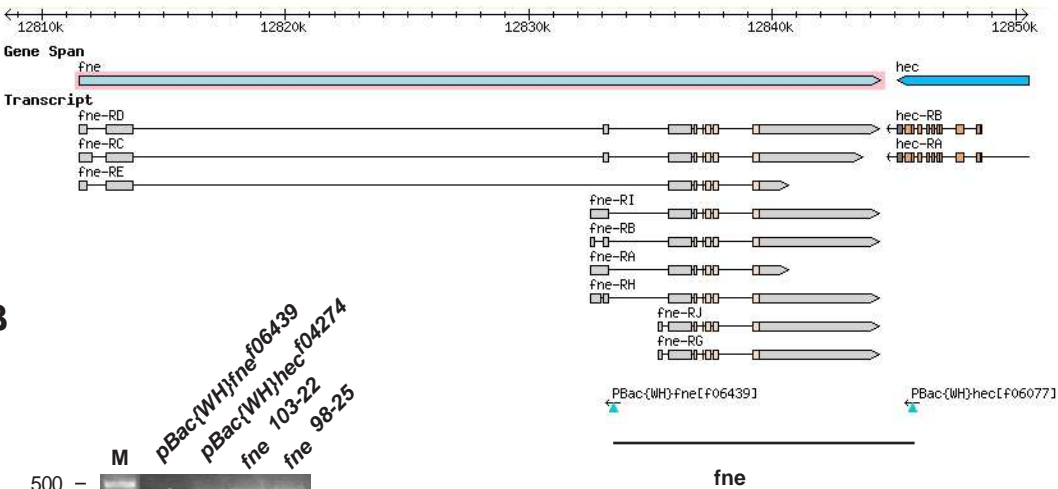 12810k 12820k 12830k 12840k 12850k
Gene Span
fne hec
Transcript
fne-RD hec-RB
fne-RC hec-RA
fne-RE
fne-RI
fne-RB
fne-RA
fne-RH
fne-RJ
fne-RG
PBac{WH}fne[f06439] PBac{WH}hec[f06077]
fne
B
M pBac{WH}fne f06439 pBac{WH}hec f04274 fne 103-22 fne 98-25
500 –